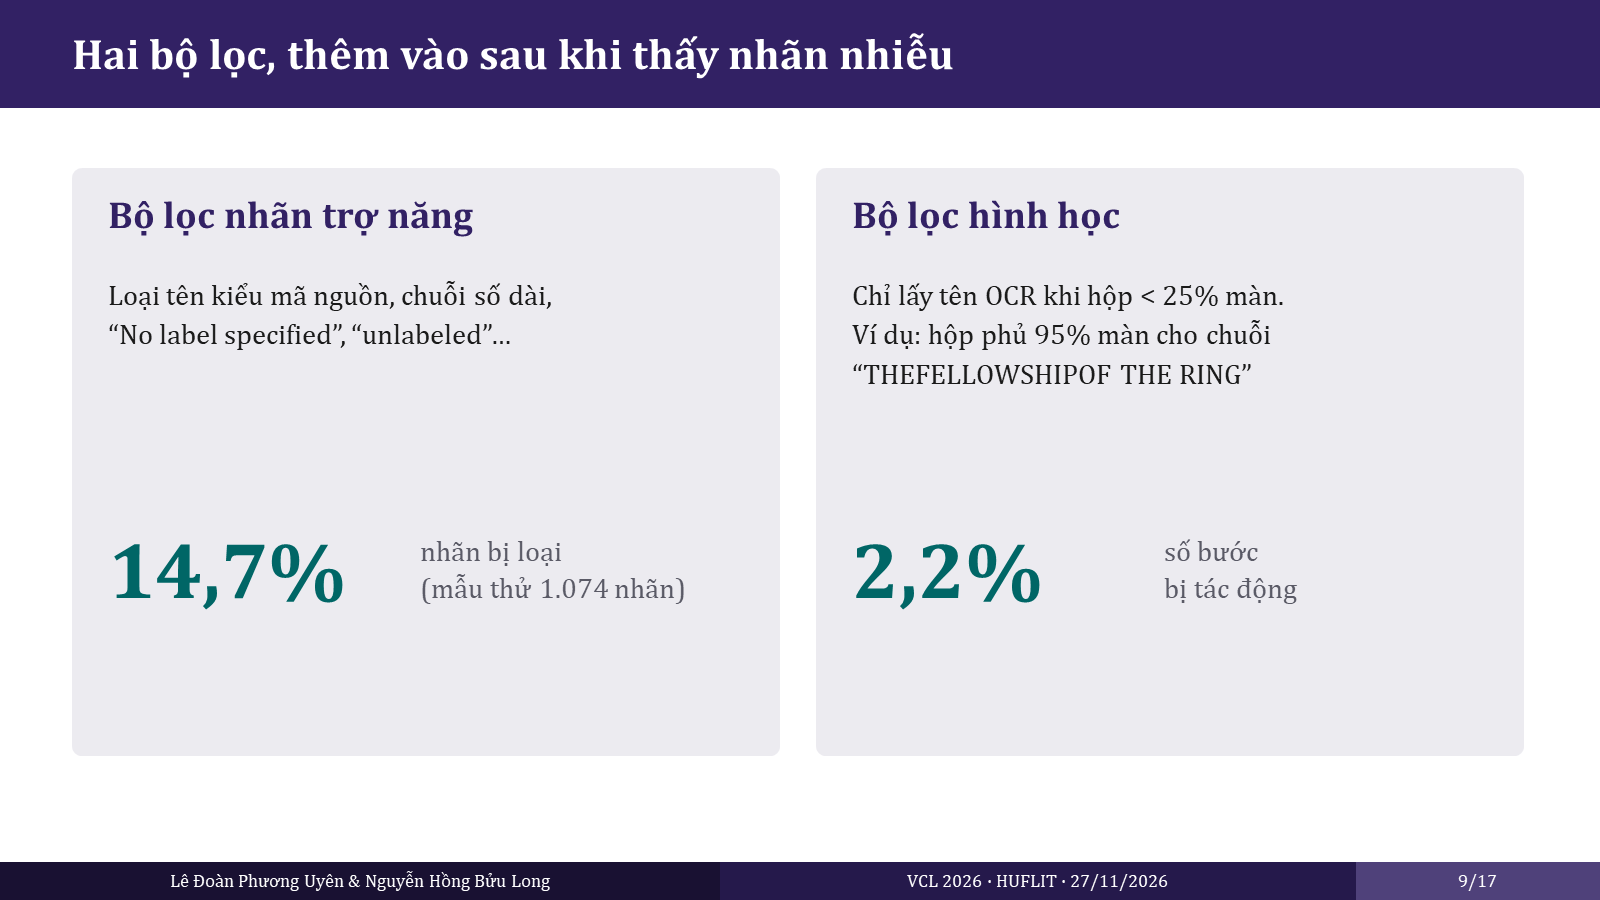 Hai bộ lọc, thêm vào sau khi thấy nhãn nhiễu
Bộ lọc nhãn trợ năng
Loại tên kiểu mã nguồn, chuỗi số dài,
“No label specified”, “unlabeled”...
14,7%
nhãn bị loại
(mẫu thử 1.074 nhãn)
Bộ lọc hình học
Chỉ lấy tên OCR khi hộp < 25% màn.
Ví dụ: hộp phủ 95% màn cho chuỗi
“THEFELLOWSHIPOF THE RING”
2,2%
số bước
bị tác động
Lê Đoàn Phương Uyên & Nguyễn Hồng Bửu Long
VCL 2026 · HUFLIT · 27/11/2026
9/17